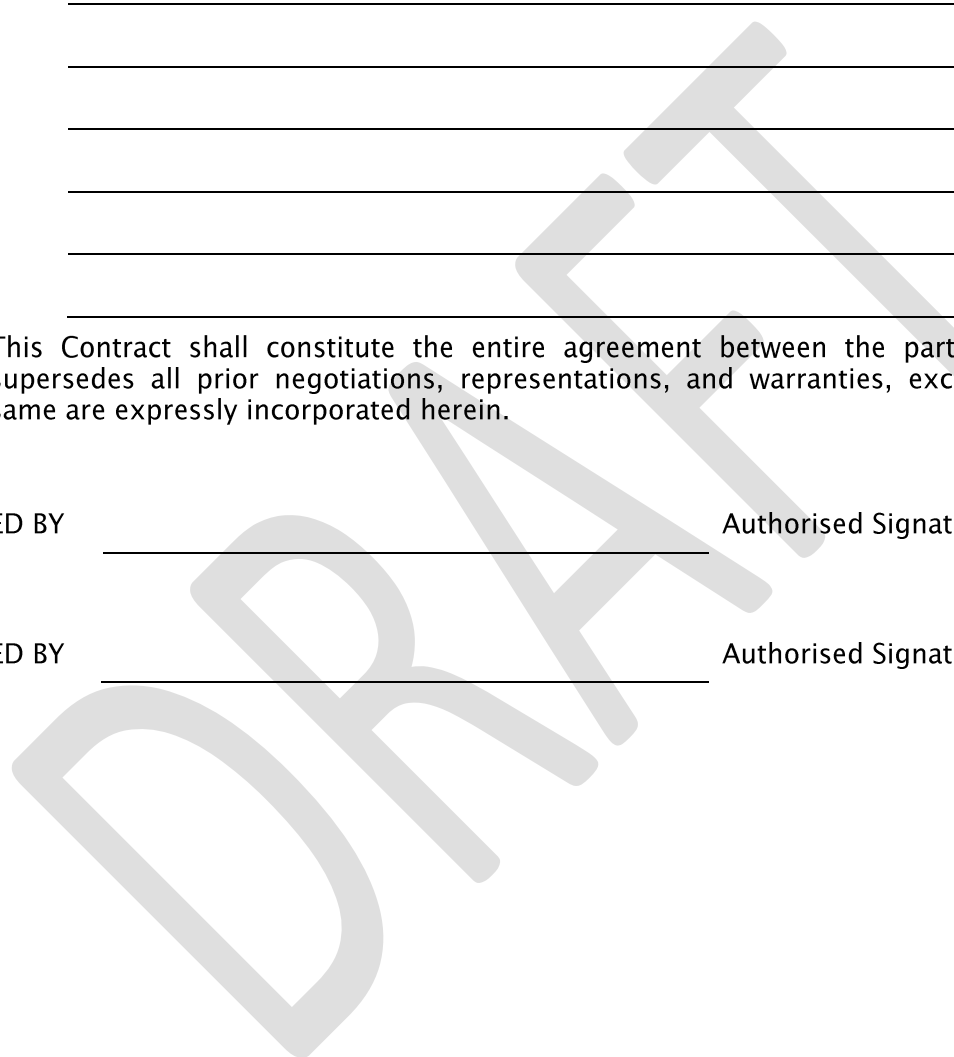 This Contract shall constitute the entire agreement between the part
supersedes all prior negotiations, representations, and warranties, exc
same are expressly incorporated herein.
ED BY Authorised Signat
ED BY Authorised Signat
DRAFT